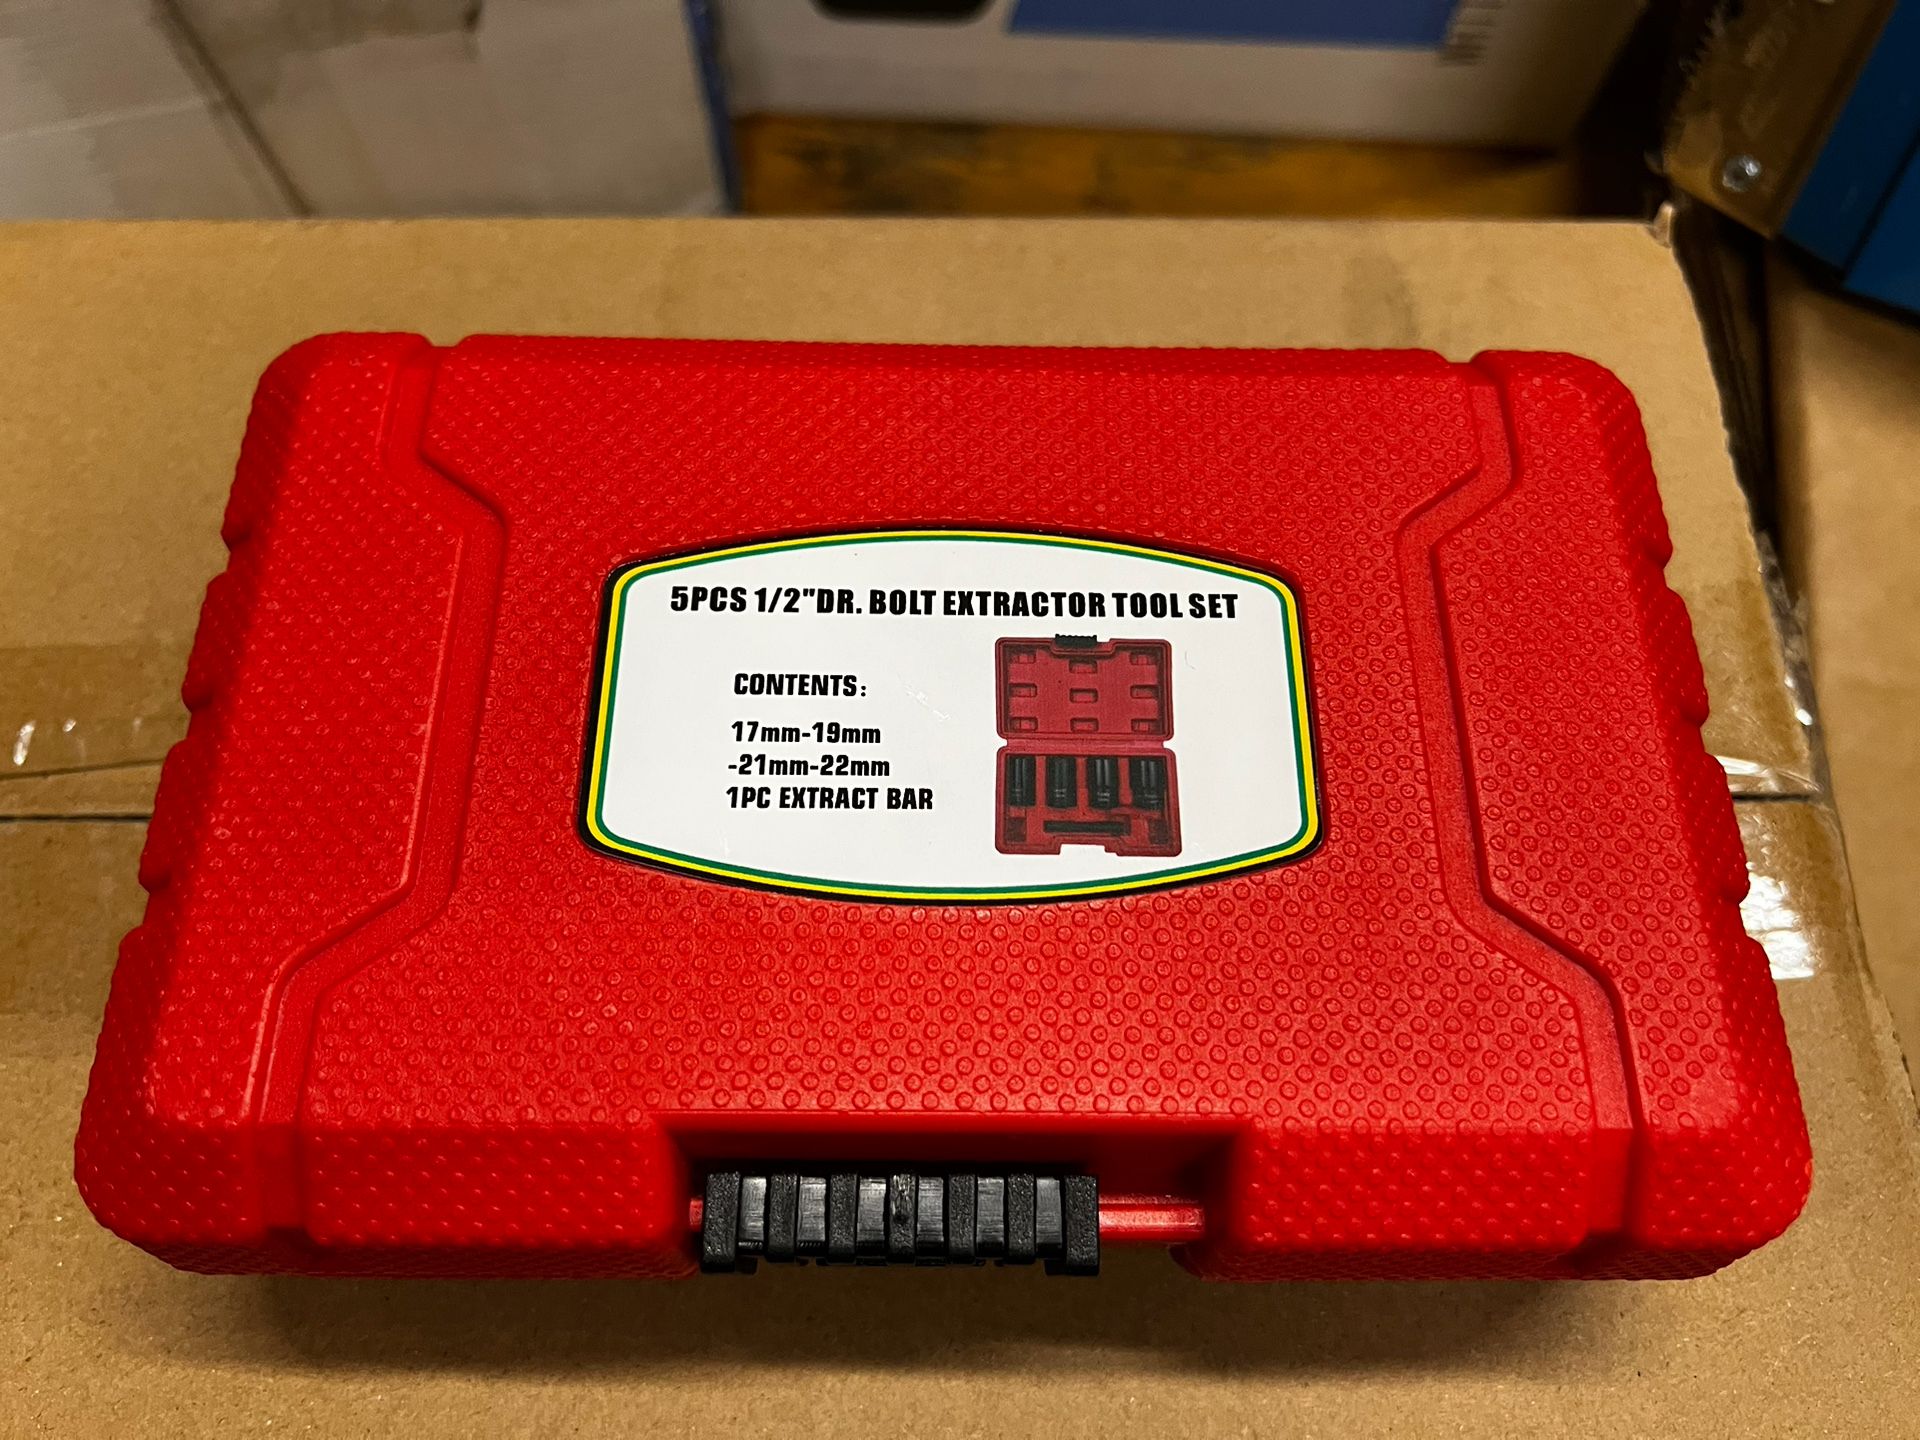 5PCS 1/2"DR. BOLT EXTRACTOR TOOL SET
CONTENTS:
17mm-19mm
-21mm-22mm
1PC EXTRACT BAR